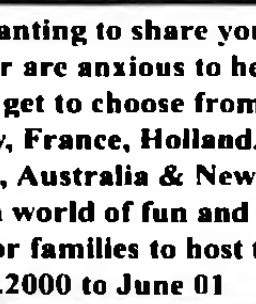 anting to share you
r are anxious to he
get to choose from
y, France, Holland,
, Australia & New
world of fun and
or families to host t
.2000 to June 01